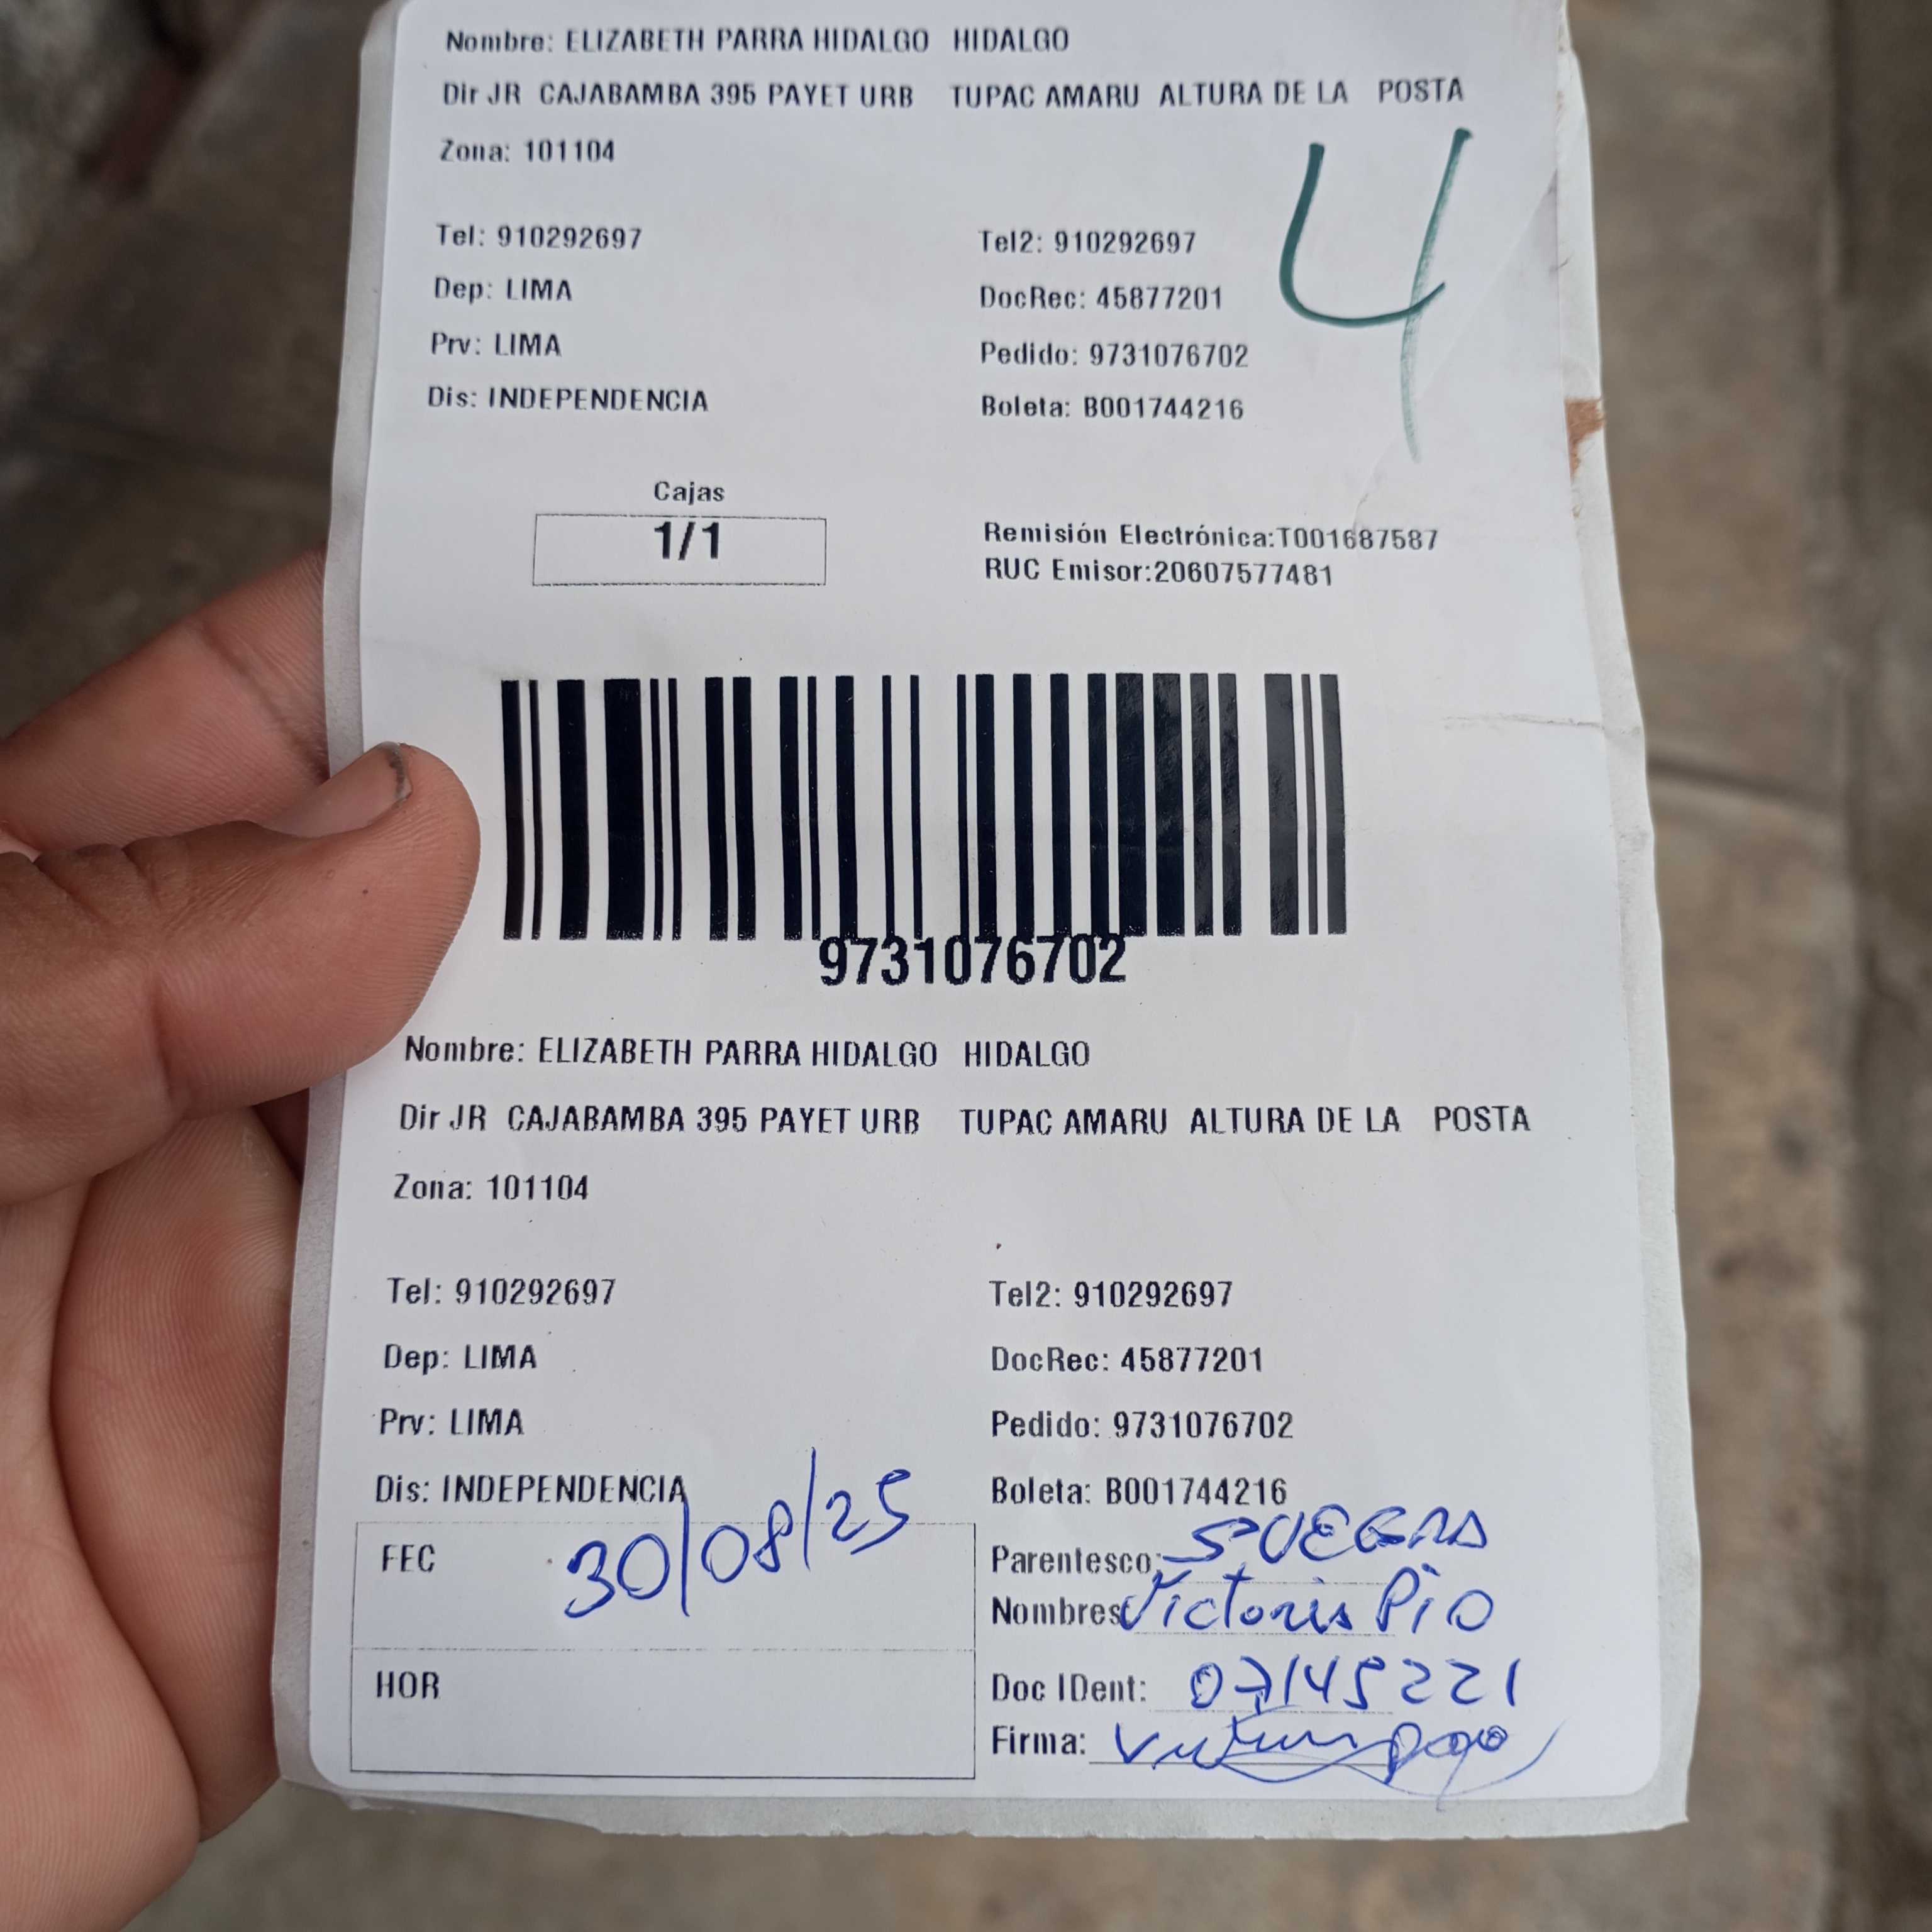 Nombre: ELIZABETH PARRA HIDALGO HIDALGO
Dir JR CAJABAMBA 395 PAYET URB TUPAC AMARU ALTURA DE LA POSTA
Zona: 101104
4
Tel: 910292697 Tel2: 910292697
Dep: LIMA DocRec: 45877201
Prv: LIMA Pedido: 9731076702
Dis: INDEPENDENCIA Boleta: B001744216
Cajas
1/1
Remisión Electrónica:T001687587
RUC Emisor:20607577481
9731076702
Nombre: ELIZABETH PARRA HIDALGO HIDALGO
Dir JR CAJABAMBA 395 PAYET URB TUPAC AMARU ALTURA DE LA POSTA
Zona: 101104
Tel: 910292697 Tel2: 910292697
Dep: LIMA DocRec: 45877201
Prv: LIMA Pedido: 9731076702
Dis: INDEPENDENCIA Boleta: B001744216
FEC 30/08/25
Parentesco: SUEGRA
Nombres Victoria Pio
HOR
Doc IDent: 07145221
Firma: